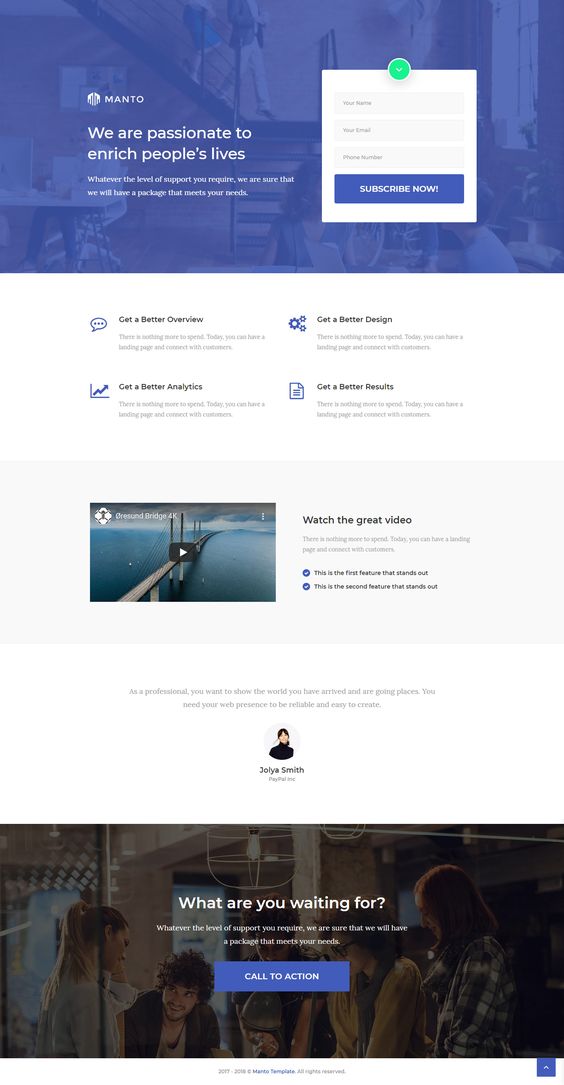 MANTO
We are passionate to
enrich people's lives
Whatever the level of support you require, we are sure that
we will have a package that meets your needs.
Your Name
Your Email
Phone Number
SUBSCRIBE NOW!
Get a Better Overview
There is nothing more to spend. Today, you can have a
landing page and connect with customers.
Get a Better Design
There is nothing more to spend. Today, you can have a
landing page and connect with customers.
Get a Better Analytics
There is nothing more to spend. Today, you can have a
landing page and connect with customers.
Get a Better Results
There is nothing more to spend. Today, you can have a
landing page and connect with customers.
Øresund Bridge 4K
Watch the great video
There is nothing more to spend. Today, you can have a landing
page and connect with customers.
This is the first feature that stands out
This is the second feature that stands out
As a professional, you want to show the world you have arrived and are going places. You
need your web presence to be reliable and easy to create.
Jolya Smith
PayPal Inc
What are you waiting for?
Whatever the level of support you require, we are sure that we will have
a package that meets your needs.
CALL TO ACTION
2017 - 2018 © Manto Template. All rights reserved.